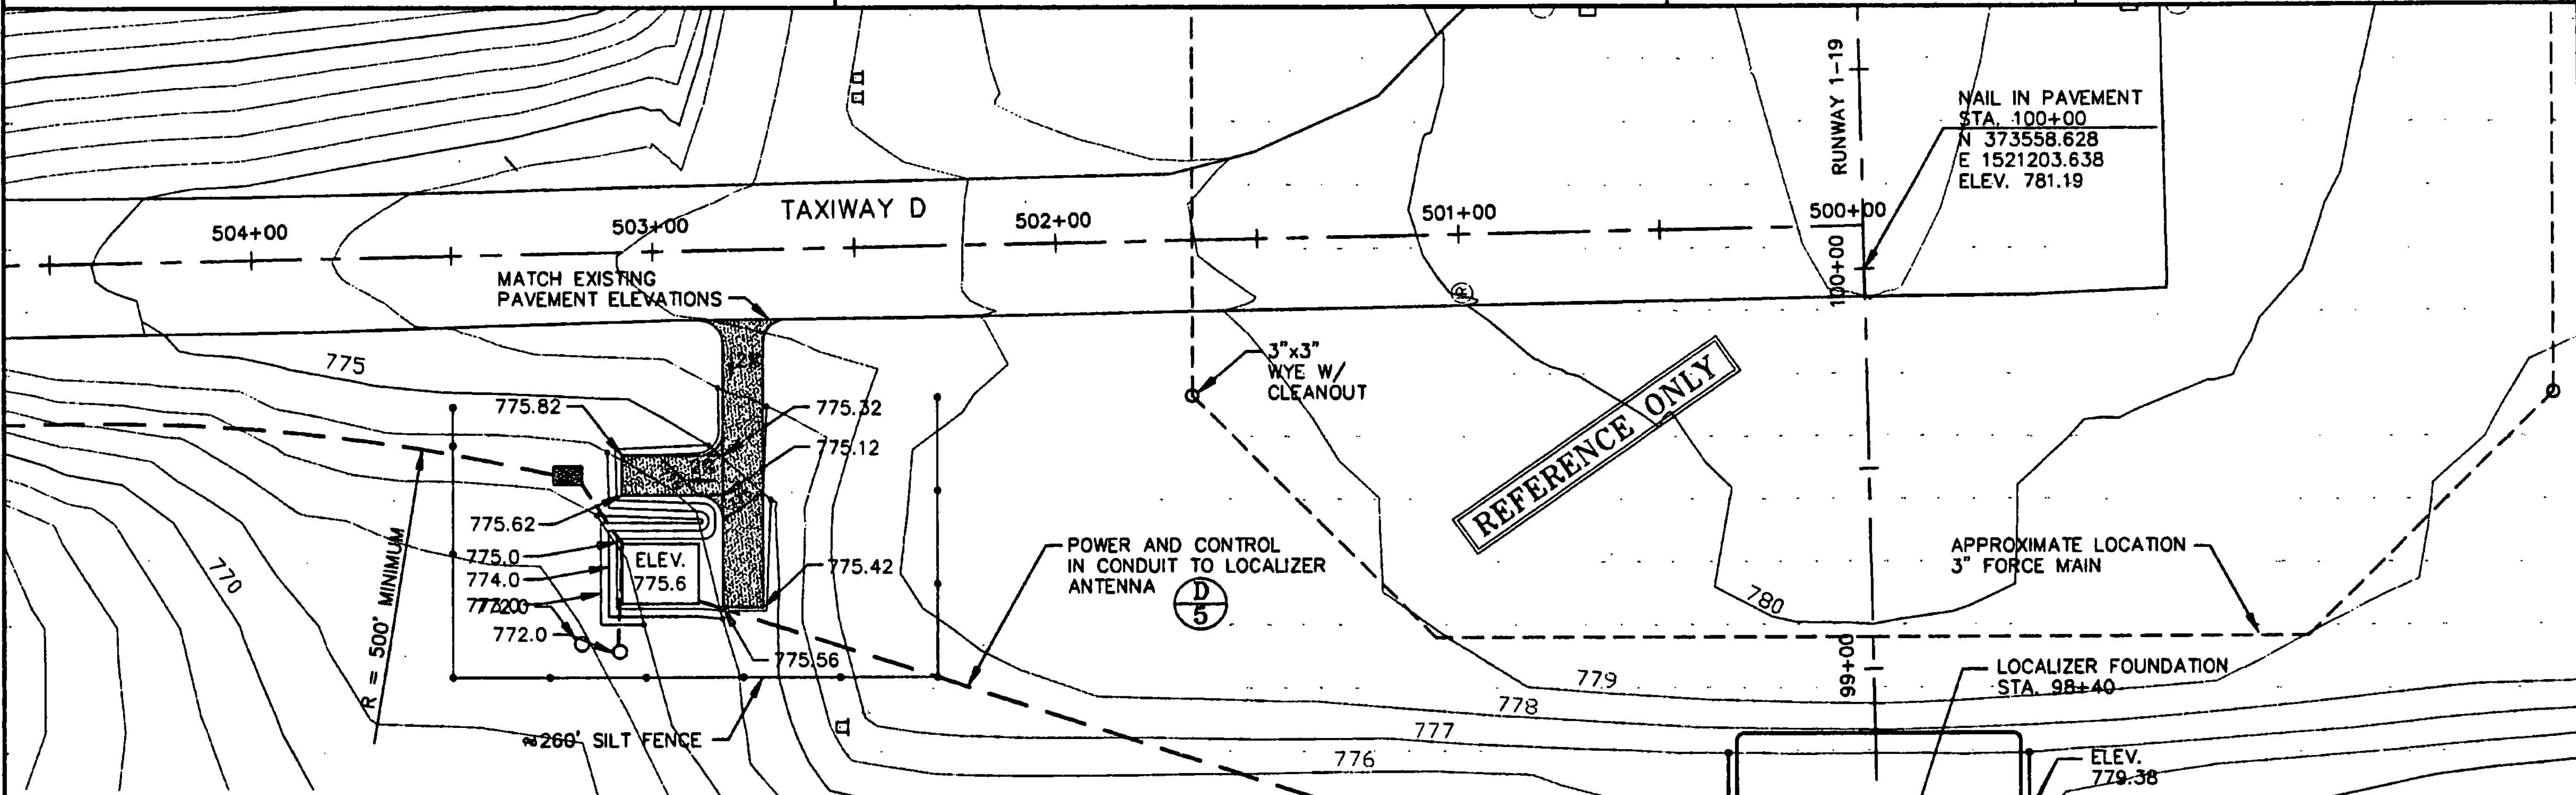 RUNWAY 1-19
NAIL IN PAVEMENT
STA. 100+00
N 373558.628
E 1521203.638
ELEV. 781.19
TAXIWAY D
504+00
503+00
502+00
501+00
500+00
100+00
MATCH EXISTING
PAVEMENT ELEVATIONS
775
3"x3"
WYE W/
CLEANOUT
REFERENCE ONLY
775.82
775.32
775.12
775.62
775.0
774.0
772.0
ELEV.
775.6
775.42
775.56
770
R = 500' MINIMUM
POWER AND CONTROL
IN CONDUIT TO LOCALIZER
ANTENNA
D
5
APPROXIMATE LOCATION
3" FORCE MAIN
780
99+00
LOCALIZER FOUNDATION
STA. 98+40
779
778
777
776
≈260' SILT FENCE
ELEV.
779.38
R